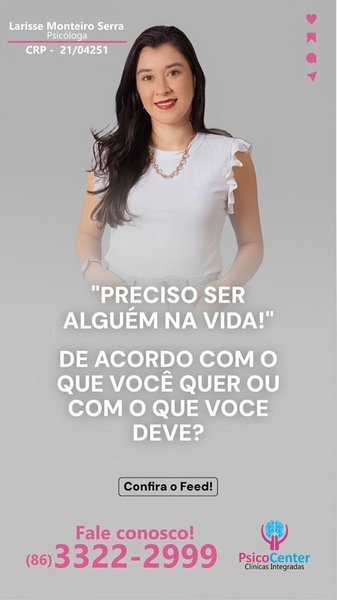 Larisse Monteiro Serra
Psicóloga
CRP - 21/04251
"PRECISO SER
ALGUÉM NA VIDA!"
DE ACORDO COM O
QUE VOCÊ QUER OU
COM O QUE VOCE
DEVE?
Confira o Feed!
Fale conosco!
(86)3322-2999
PsicoCenter
Clínicas Integradas